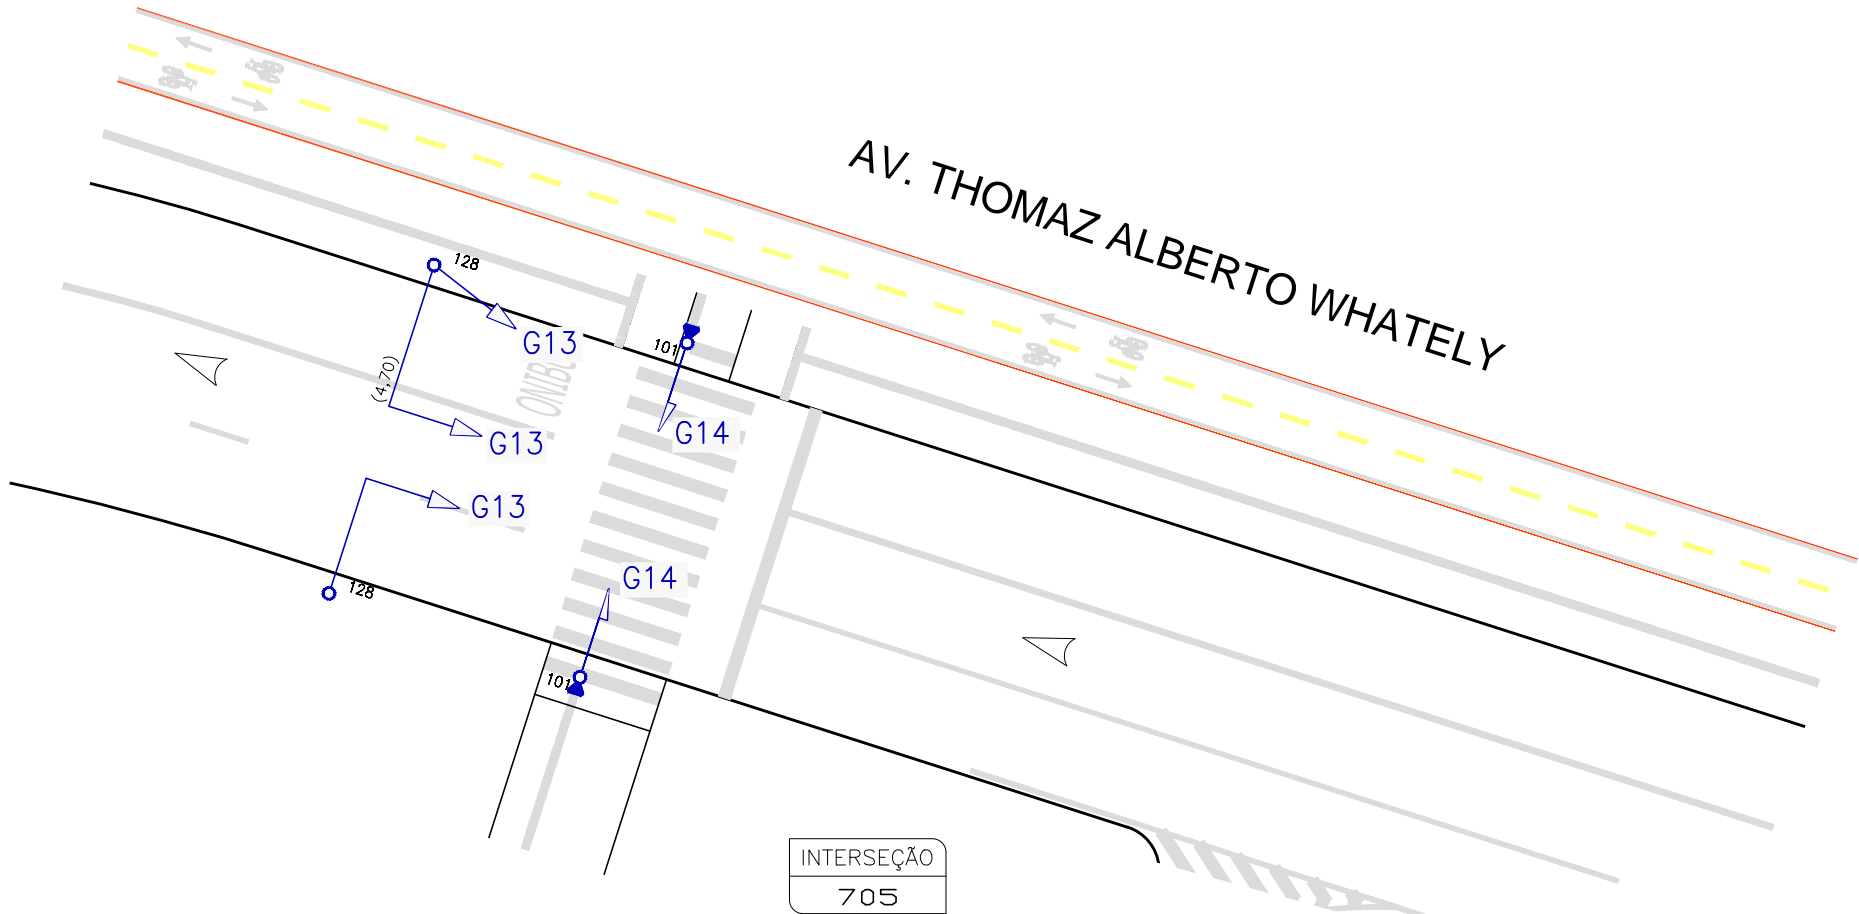 AV. THOMAZ ALBERTO WHATELY
128
G13
101
(4,70)
G14
G13
G13
128
G14
101
INTERSEÇÃO
705